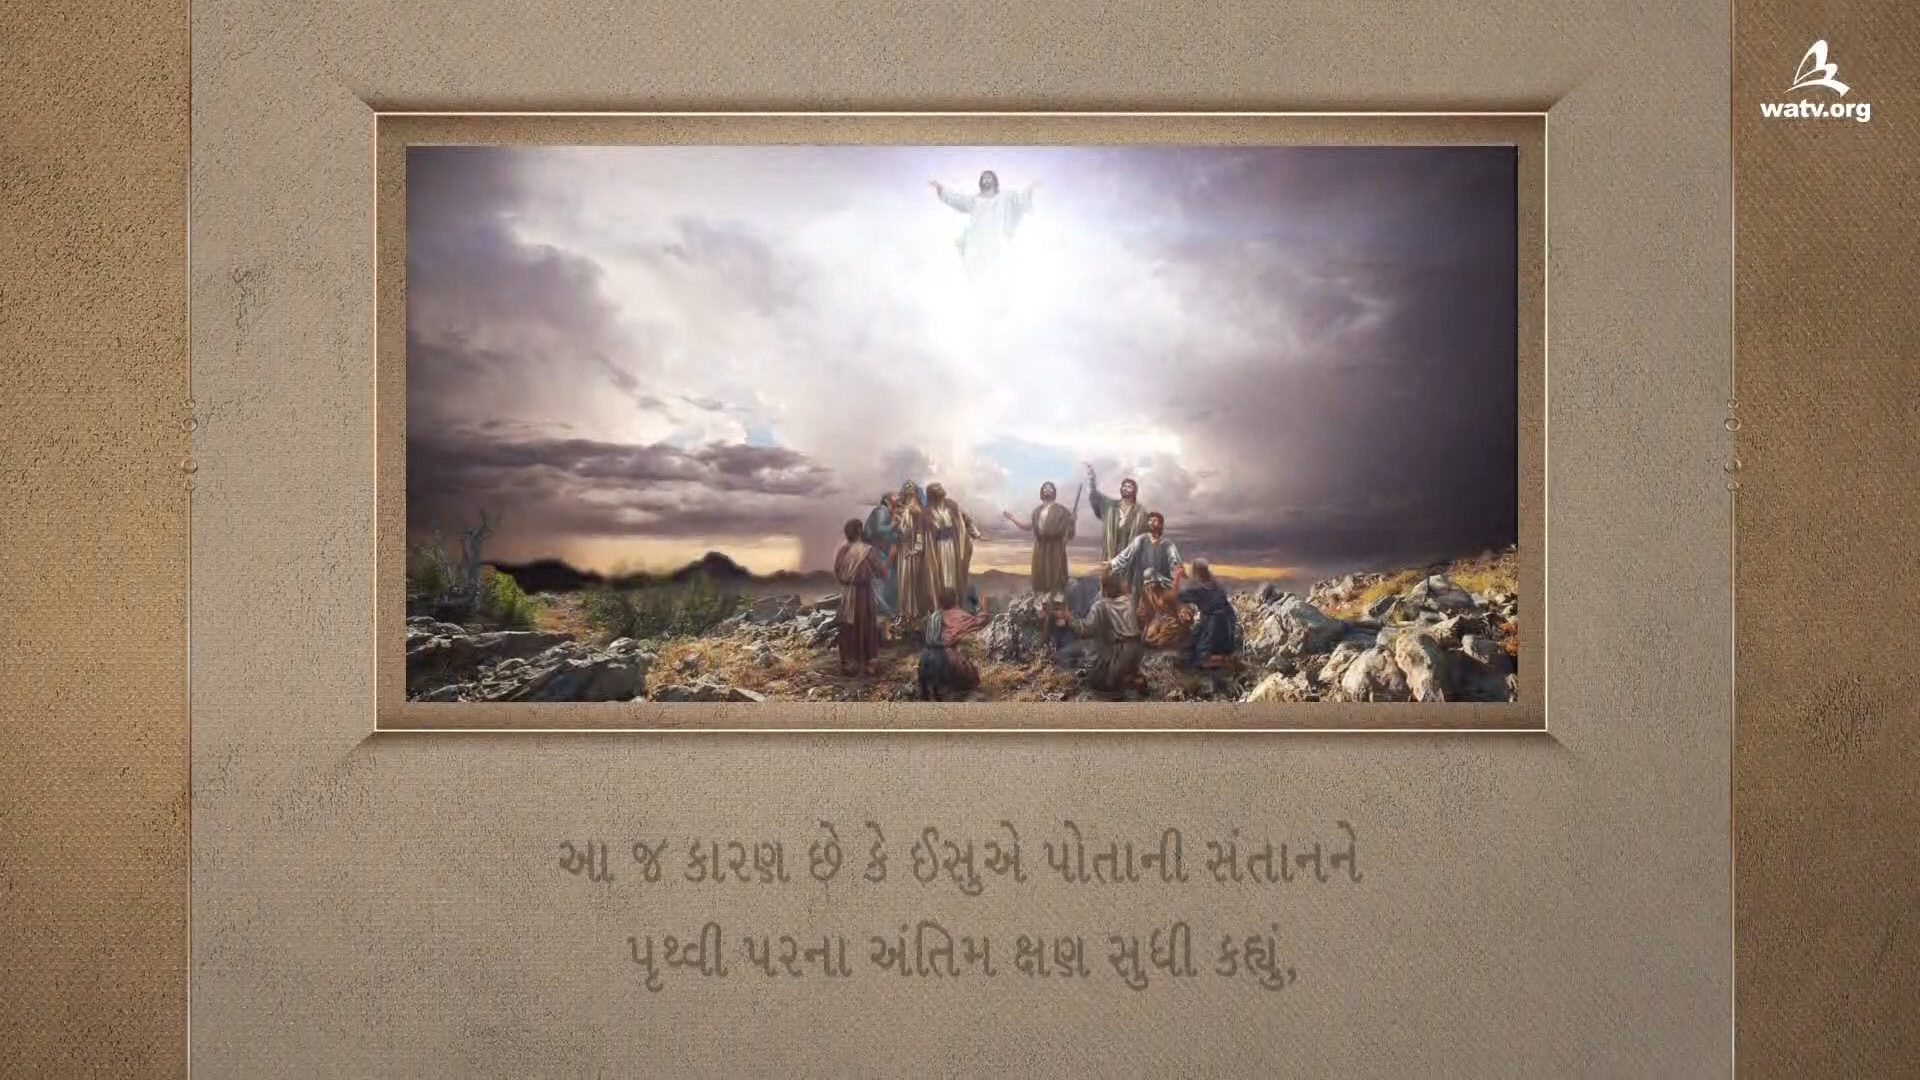 watv.org
આ જ કારણ છે કે ઈસુએ પોતાની સંતાનને
પૃથ્વી પરના અંતિમ ક્ષણ સુધી કહ્યું,